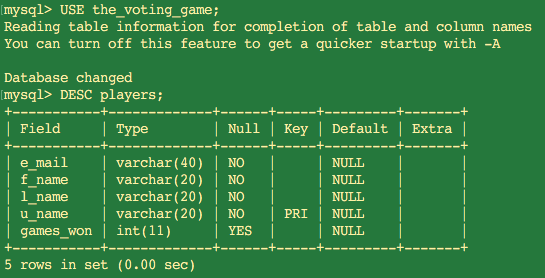 mysql> USE the_voting_game;
Reading table information for completion of table and column names
You can turn off this feature to get a quicker startup with -A

Database changed
mysql> DESC players;
+-----------+-------------+------+-----+---------+-------+
| Field     | Type        | Null | Key | Default | Extra |
+-----------+-------------+------+-----+---------+-------+
| e_mail    | varchar(40) | NO   |     | NULL    |       |
| f_name    | varchar(20) | NO   |     | NULL    |       |
| l_name    | varchar(20) | NO   |     | NULL    |       |
| u_name    | varchar(20) | NO   | PRI | NULL    |       |
| games_won | int(11)     | YES  |     | NULL    |       |
+-----------+-------------+------+-----+---------+-------+
5 rows in set (0.00 sec)